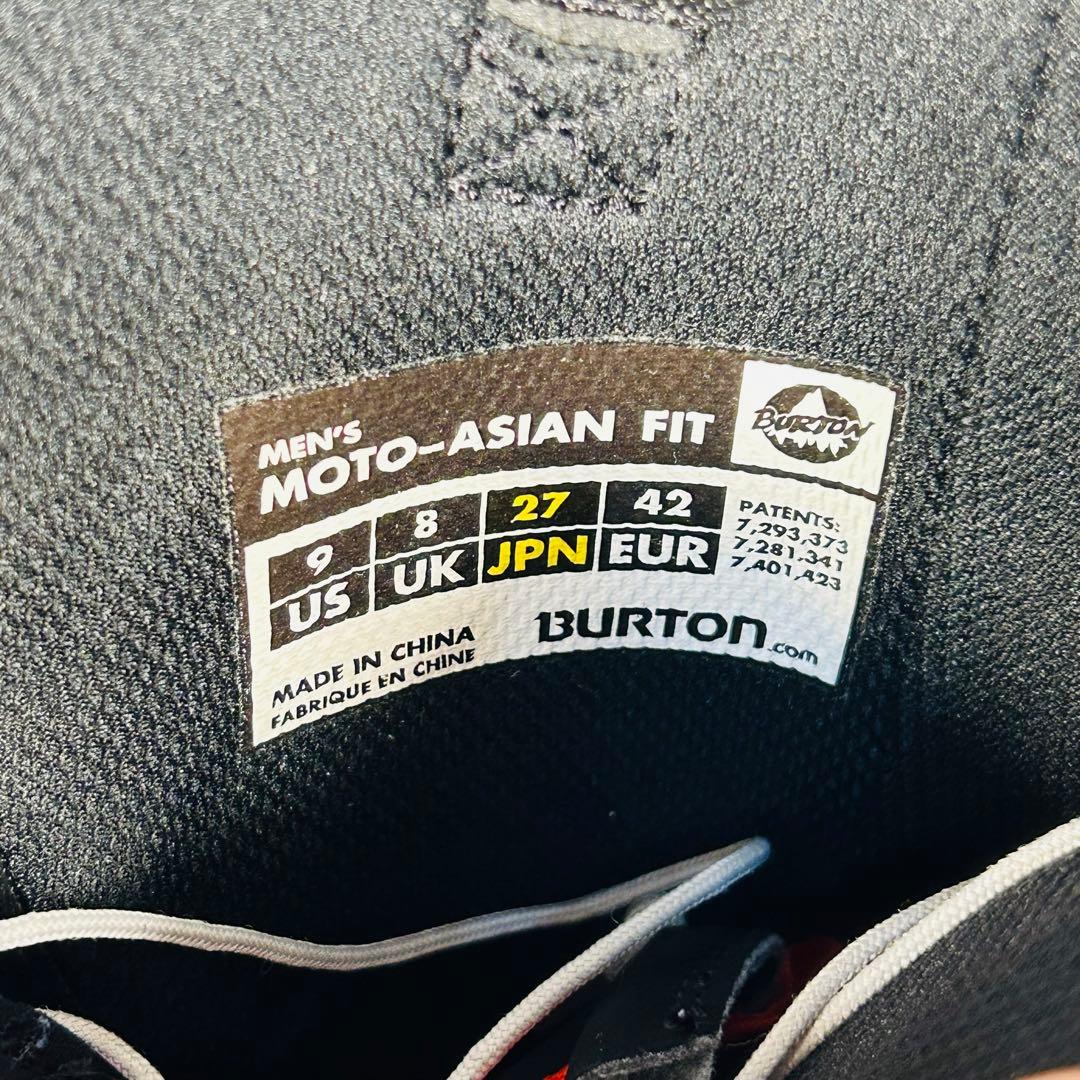 MEN'S
MOTO-ASIAN FIT
BURTON
9 8 27 42
US UK JPN EUR
PATENTS:
7,293,373
7,281,341
7,401,423
MADE IN CHINA
FABRIQUE EN CHINE
BURTON.com